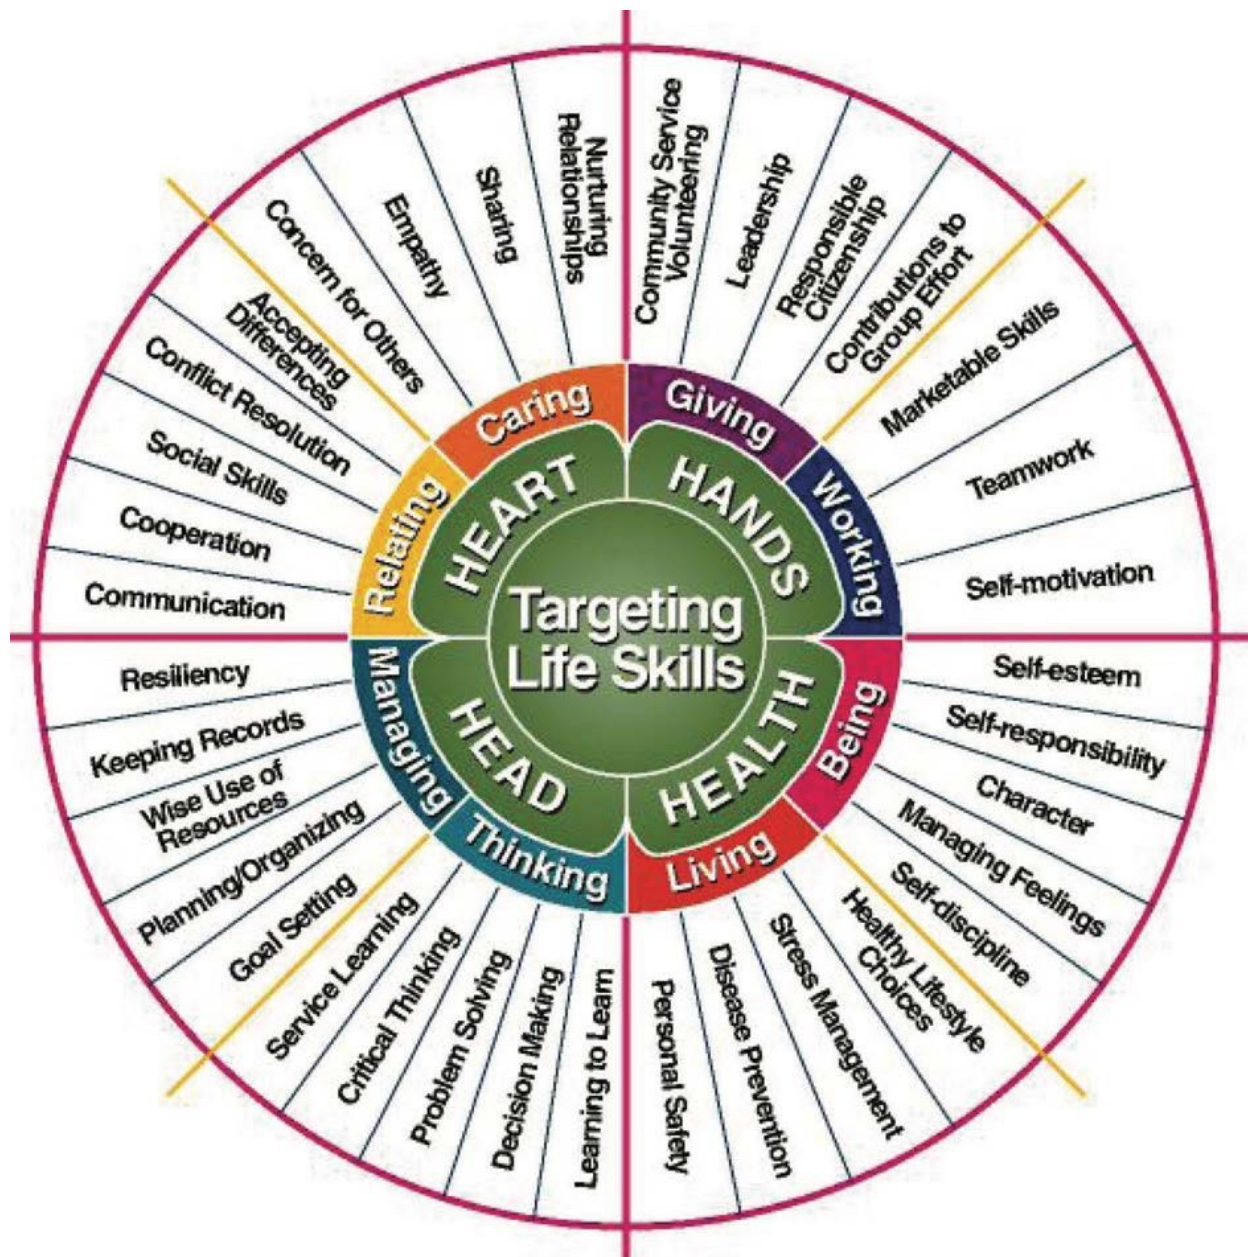 Targeting
Life Skills
HEART
HANDS
HEALTH
HEAD
Caring
Giving
Working
Being
Living
Thinking
Managing
Relating
Community Service
Volunteering
Leadership
Responsible
Citizenship
Contributions to
Group Effort
Marketable Skills
Teamwork
Self-motivation
Self-esteem
Self-responsibility
Character
Managing Feelings
Self-discipline
Healthy Lifestyle
Choices
Stress Management
Disease Prevention
Personal Safety
Learning to Learn
Decision Making
Problem Solving
Critical Thinking
Service Learning
Goal Setting
Planning/Organizing
Wise Use of
Resources
Keeping Records
Resiliency
Communication
Cooperation
Social Skills
Conflict Resolution
Accepting
Differences
Concern for Others
Empathy
Sharing
Nurturing
Relationships